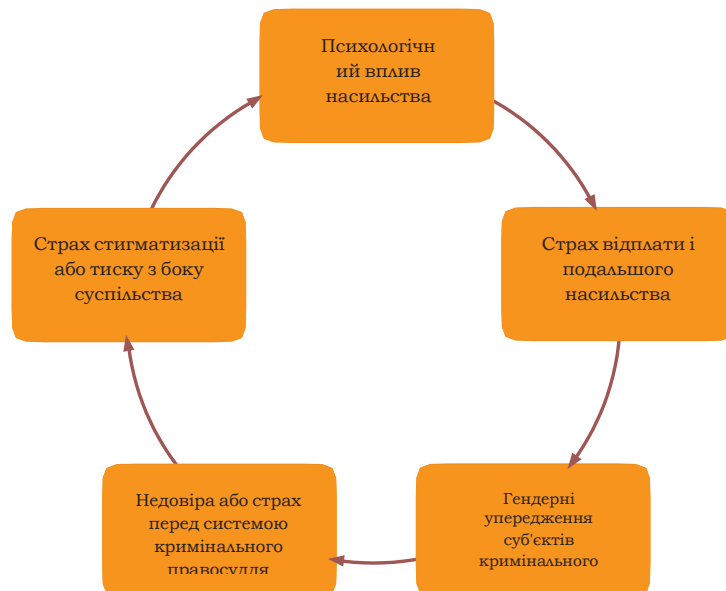 Психологічн
ий вплив
насильства
Страх відплати і
подальшого
насильства
Гендерні
упередження
суб'єктів
кримінального
Недовіра або страх
перед системою
кримінального
правосуддя
Страх стигматизації
або тиску з боку
суспільства